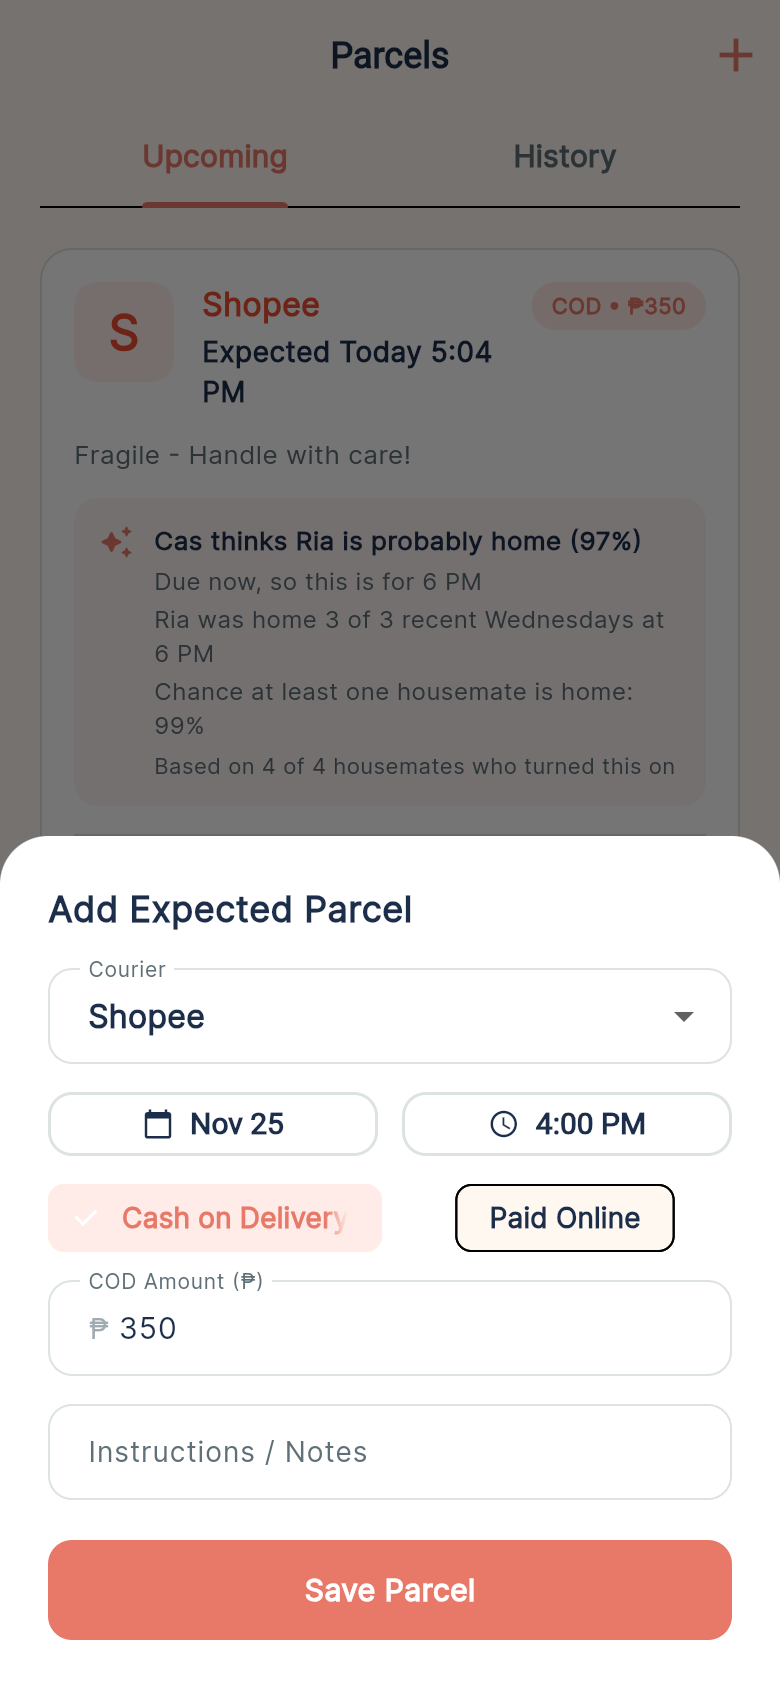 Parcels
Upcoming
History
S
Shopee
COD • ₱350
Expected Today 5:04
PM
Fragile - Handle with care!
Cas thinks Ria is probably home (97%)
Due now, so this is for 6 PM
Ria was home 3 of 3 recent Wednesdays at
6 PM
Chance at least one housemate is home:
99%
Based on 4 of 4 housemates who turned this on
Add Expected Parcel
Courier
Shopee
Nov 25
4:00 PM
Cash on Delivery
Paid Online
COD Amount (₱)
₱ 350
Instructions / Notes
Save Parcel